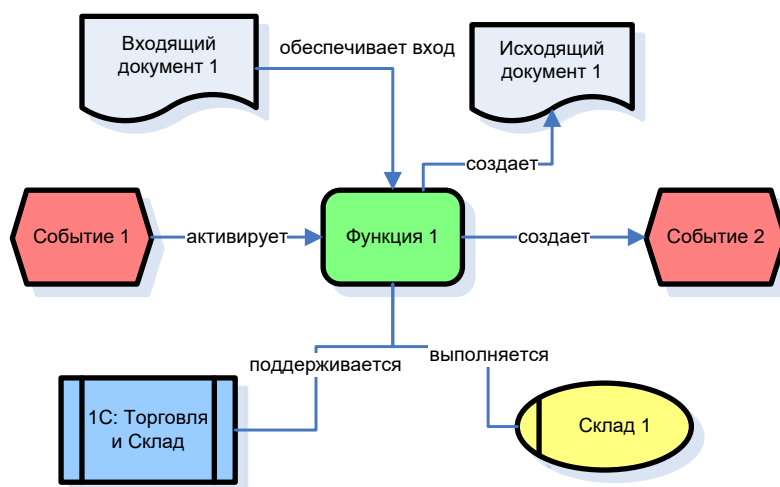 Входящий
документ 1
обеспечивает вход
Исходящий
документ 1
создает
Событие 1
активирует
Функция 1
создает
Событие 2
поддерживается
выполняется
1С: Торговля
и Склад
Склад 1